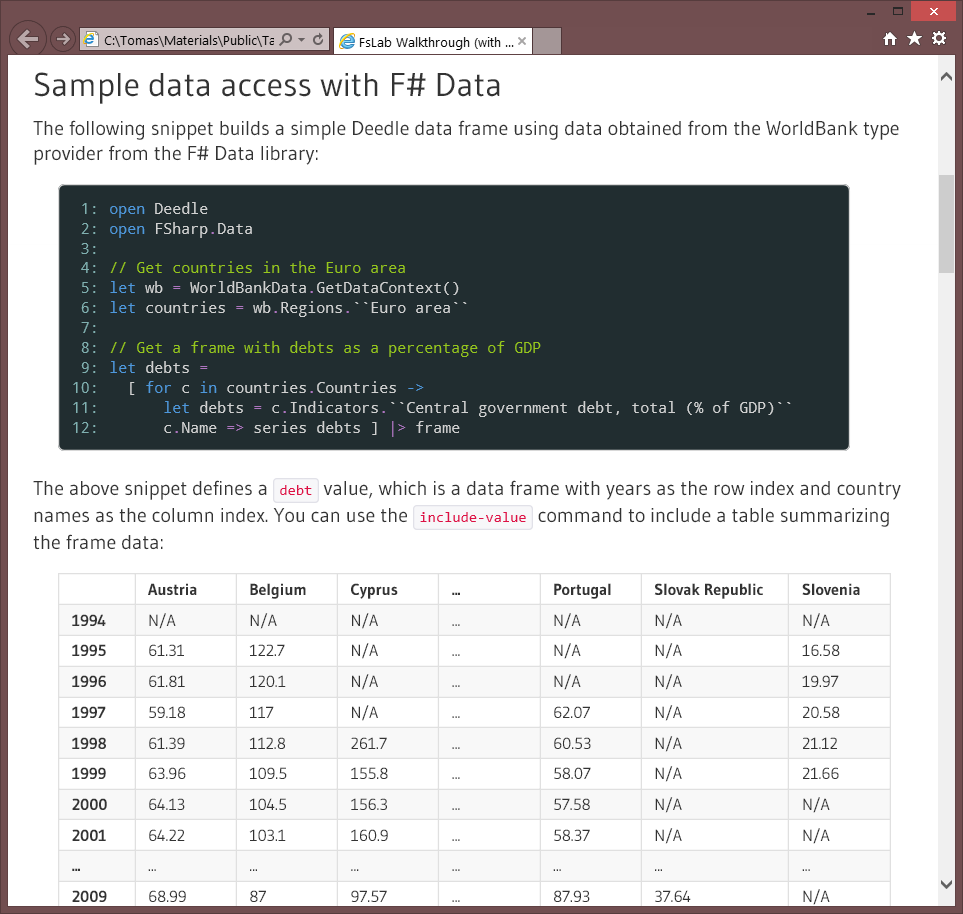 C:\Tomas\Materials\Public\Ta
FsLab Walkthrough (with ...
Sample data access with F# Data
The following snippet builds a simple Deedle data frame using data obtained from the WorldBank type
provider from the F# Data library:
1: open Deedle
2: open FSharp.Data
3:
4: // Get countries in the Euro area
5: let wb = WorldBankData.GetDataContext()
6: let countries = wb.Regions.``Euro area``
7:
8: // Get a frame with debts as a percentage of GDP
9: let debts =
10:   [ for c in countries.Countries ->
11:       let debts = c.Indicators.``Central government debt, total (% of GDP)``
12:       c.Name => series debts ] |> frame
The above snippet defines a debt value, which is a data frame with years as the row index and country
names as the column index. You can use the include-value command to include a table summarizing
the frame data:
Austria Belgium Cyprus ... Portugal Slovak Republic Slovenia
1994 N/A N/A N/A ... N/A N/A N/A
1995 61.31 122.7 N/A ... N/A N/A 16.58
1996 61.81 120.1 N/A ... N/A N/A 19.97
1997 59.18 117 N/A ... 62.07 N/A 20.58
1998 61.39 112.8 261.7 ... 60.53 N/A 21.12
1999 63.96 109.5 155.8 ... 58.07 N/A 21.66
2000 64.13 104.5 156.3 ... 57.58 N/A N/A
2001 64.22 103.1 160.9 ... 58.37 N/A N/A
... ... ... ... ... ... ... ...
2009 68.99 87 97.57 ... 87.93 37.64 N/A